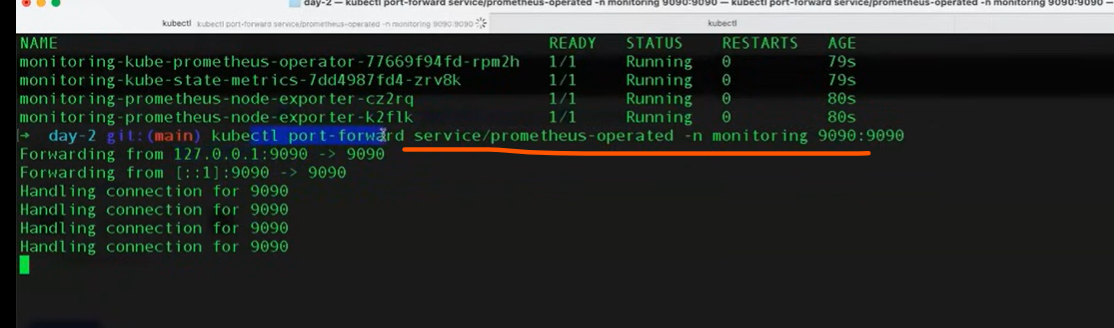 day-2 — kubectl port-forward service/prometheus-operated -n monitoring 9090:9090 — kubectl port-forward service/prometheus-operated -n monitoring 9090:9090 —
kubectl kubectl port-forward service/prometheus-operated -n monitoring 9090:9090 kubectl
NAME READY STATUS RESTARTS AGE
monitoring-kube-prometheus-operator-77669f94fd-rpm2h 1/1 Running 0 79s
monitoring-kube-state-metrics-7dd4987fd4-zrv8k 1/1 Running 0 79s
monitoring-prometheus-node-exporter-cz2rq 1/1 Running 0 80s
monitoring-prometheus-node-exporter-k2flk 1/1 Running 0 80s
→ day-2 git:(main) kubectl port-forward service/prometheus-operated -n monitoring 9090:9090
Forwarding from 127.0.0.1:9090 -> 9090
Forwarding from [::1]:9090 -> 9090
Handling connection for 9090
Handling connection for 9090
Handling connection for 9090
Handling connection for 9090